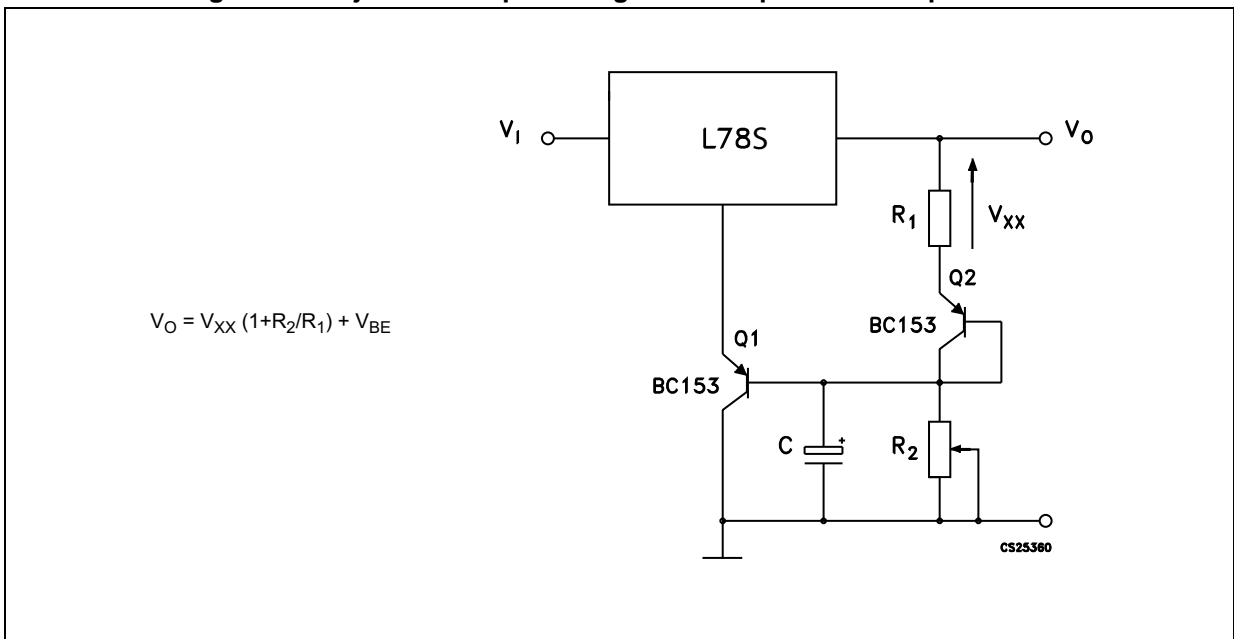 V_I
L78S
V_O
R_1
V_XX
Q2
BC153
V_O = V_XX (1+R_2/R_1) + V_BE
Q1
BC153
C
+
R_2
CS25360